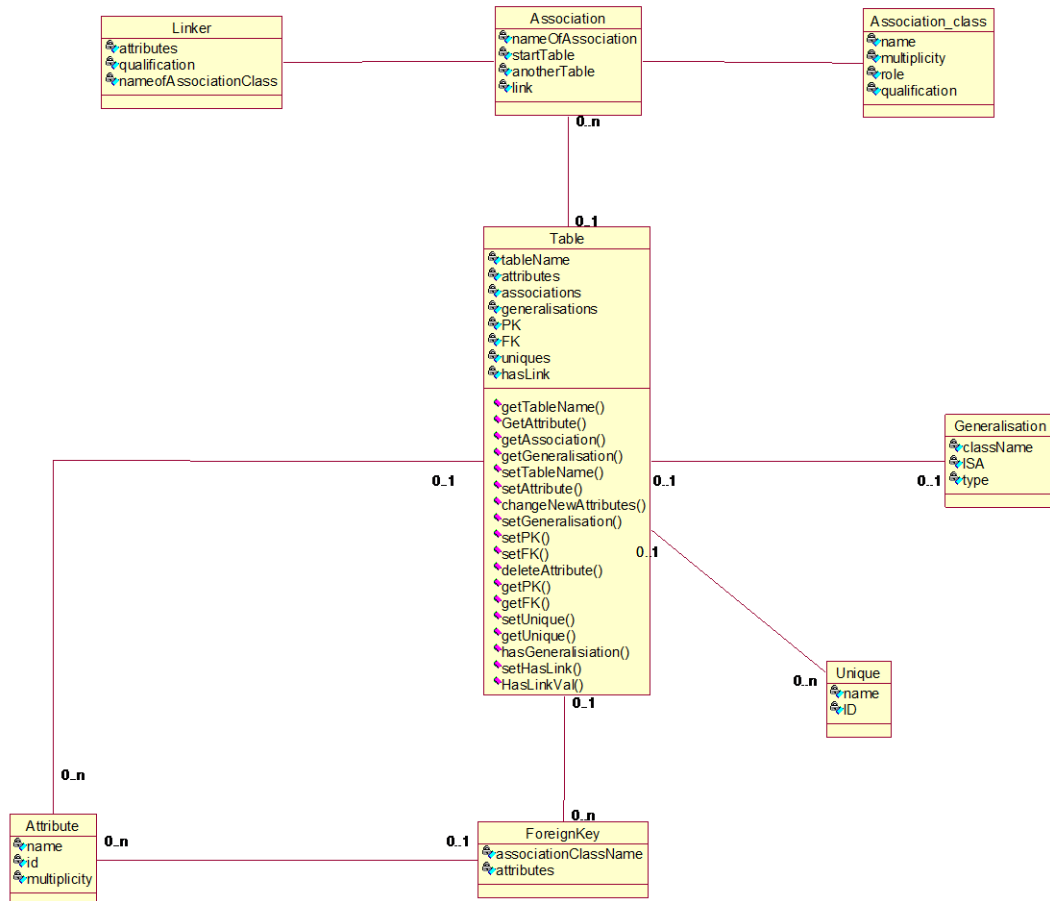 Linker
attributes
qualification
nameofAssociationClass
Association
nameOfAssociation
startTable
anotherTable
link
Association_class
name
multiplicity
role
qualification
0..n
0..1
Table
tableName
attributes
associations
generalisations
PK
FK
uniques
hasLink
getTableName()
GetAttribute()
getAssociation()
getGeneralisation()
setTableName()
setAttribute()
changeNewAttributes()
setGeneralisation()
setPK()
setFK()
deleteAttribute()
getPK()
getFK()
setUnique()
getUnique()
hasGeneralisiation()
setHasLink()
HasLinkVal()
Generalisation
className
ISA
type
0..1
0..1
0..1
0..1
0..n
Unique
name
ID
0..1
0..n
0..n
Attribute
name
id
multiplicity
0..n
0..1
ForeignKey
associationClassName
attributes